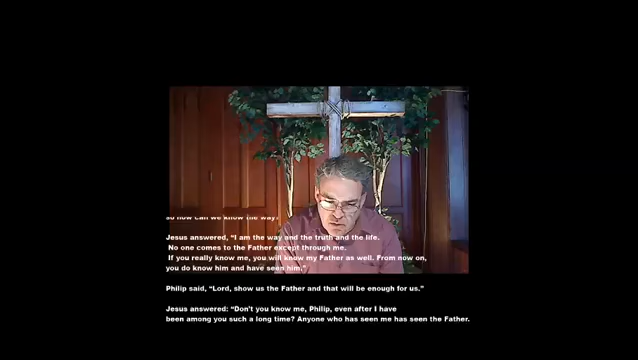 so how can we know the way?
Jesus answered, “I am the way and the truth and the life.
No one comes to the Father except through me.
If you really know me, you will know my Father as well. From now on,
you do know him and have seen him.”
Philip said, “Lord, show us the Father and that will be enough for us.”
Jesus answered: “Don’t you know me, Philip, even after I have
been among you such a long time? Anyone who has seen me has seen the Father.